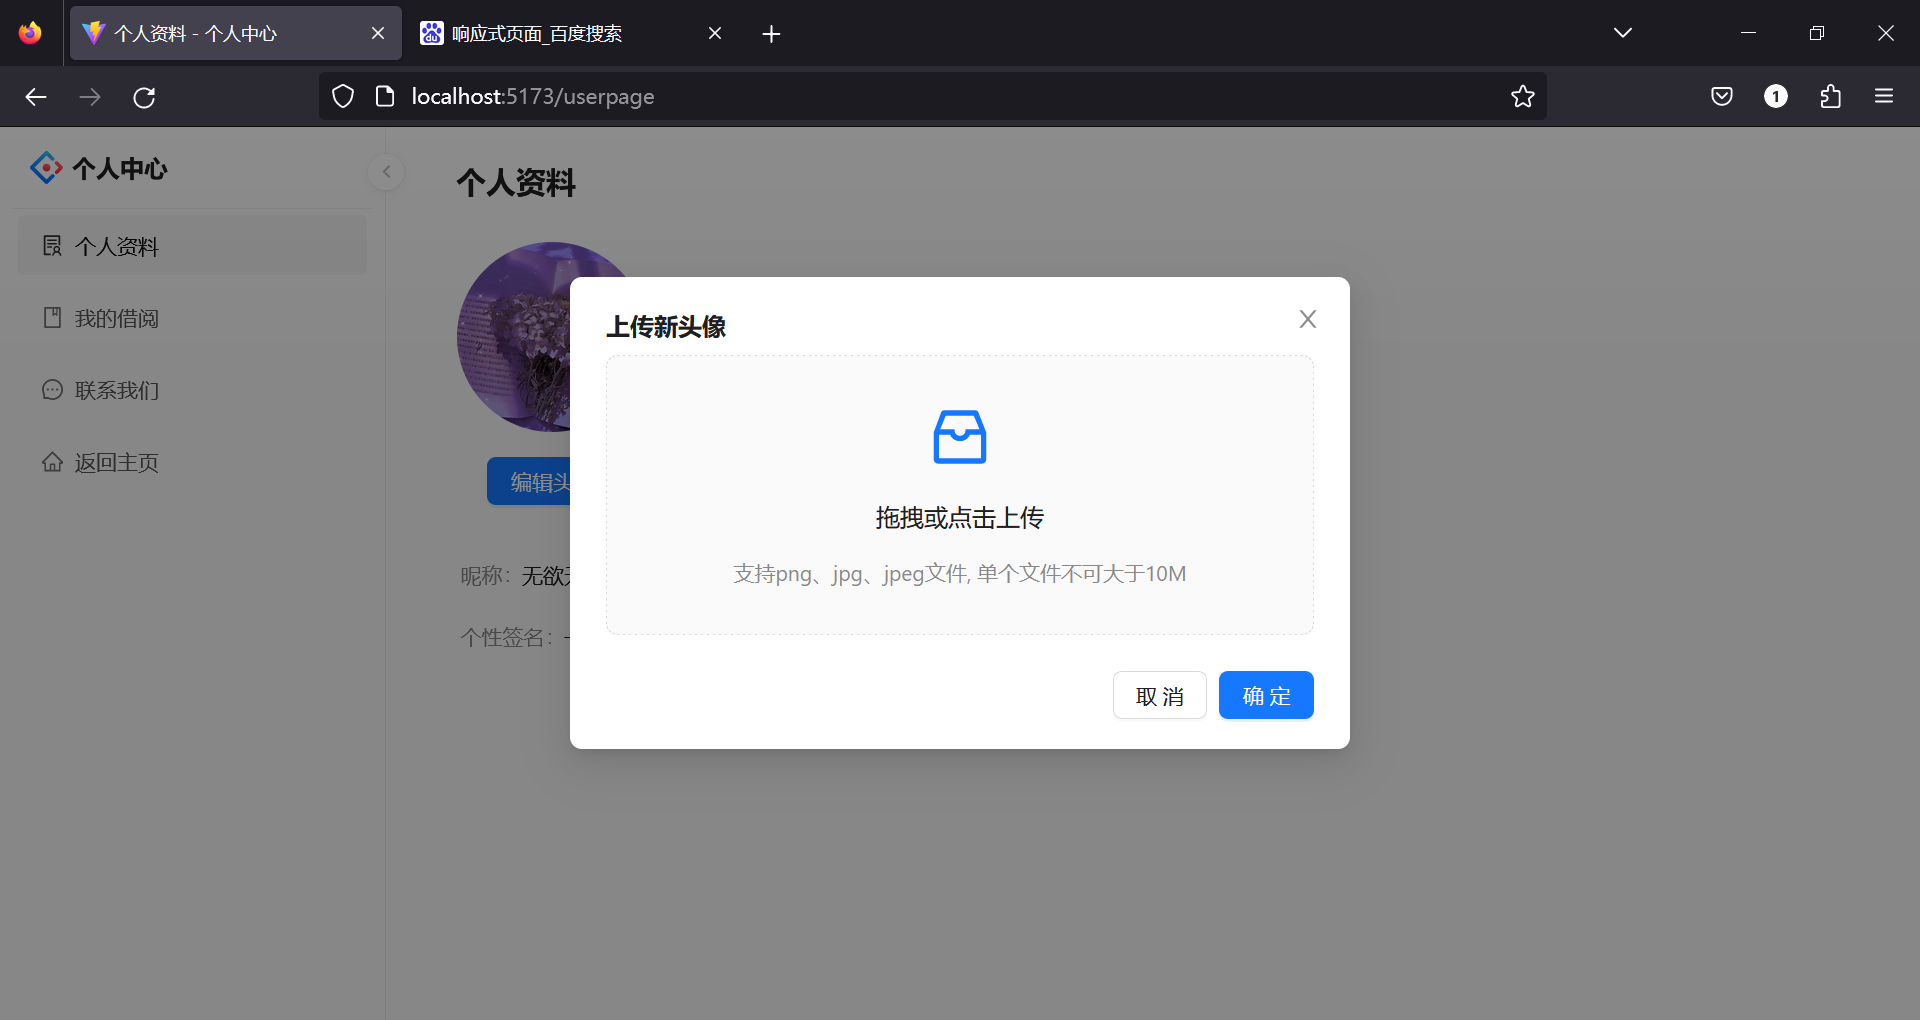 个人资料 - 个人中心
响应式页面_百度搜索
localhost:5173/userpage
1
个人中心
个人资料
我的借阅
联系我们
返回主页
个人资料
编辑头
昵称：无欲
个性签名：
上传新头像
拖拽或点击上传
支持png、jpg、jpeg文件, 单个文件不可大于10M
取 消
确 定